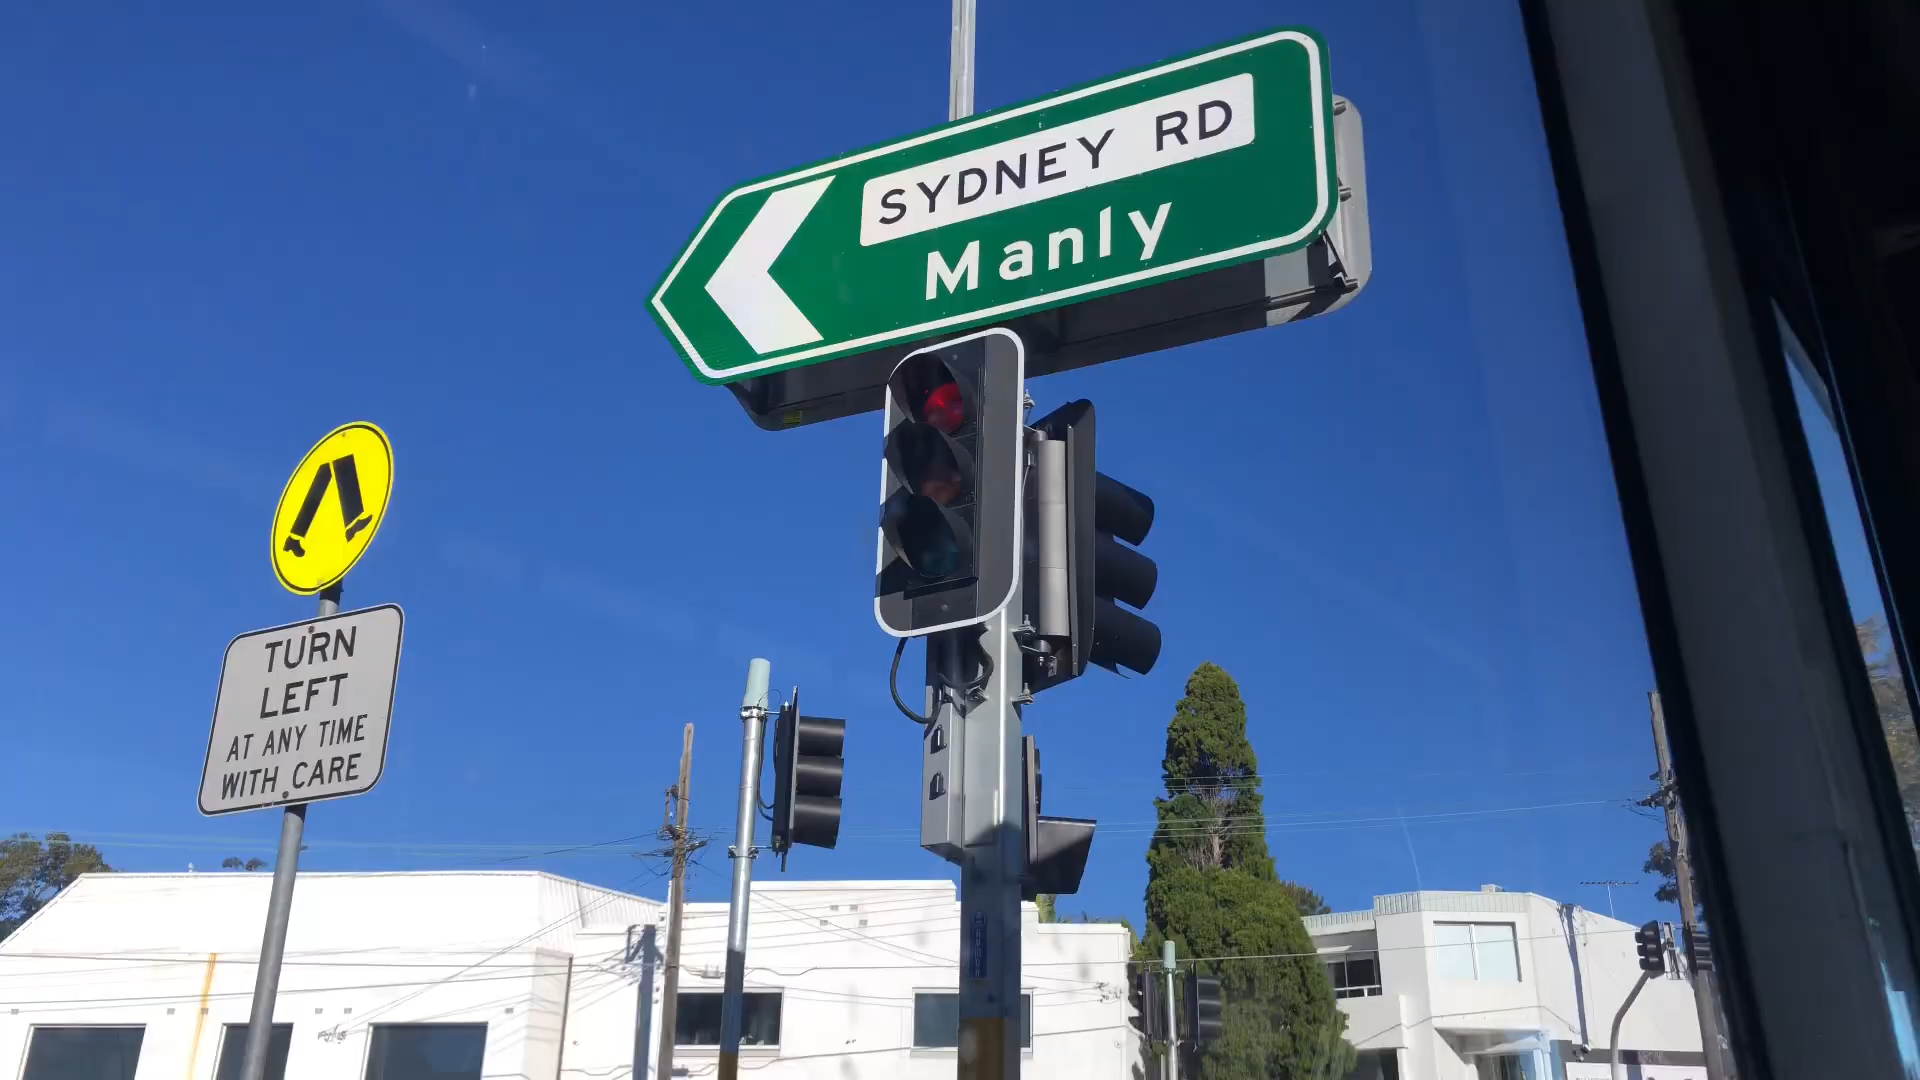 SYDNEY RD
Manly
TURN
LEFT
AT ANY TIME
WITH CARE